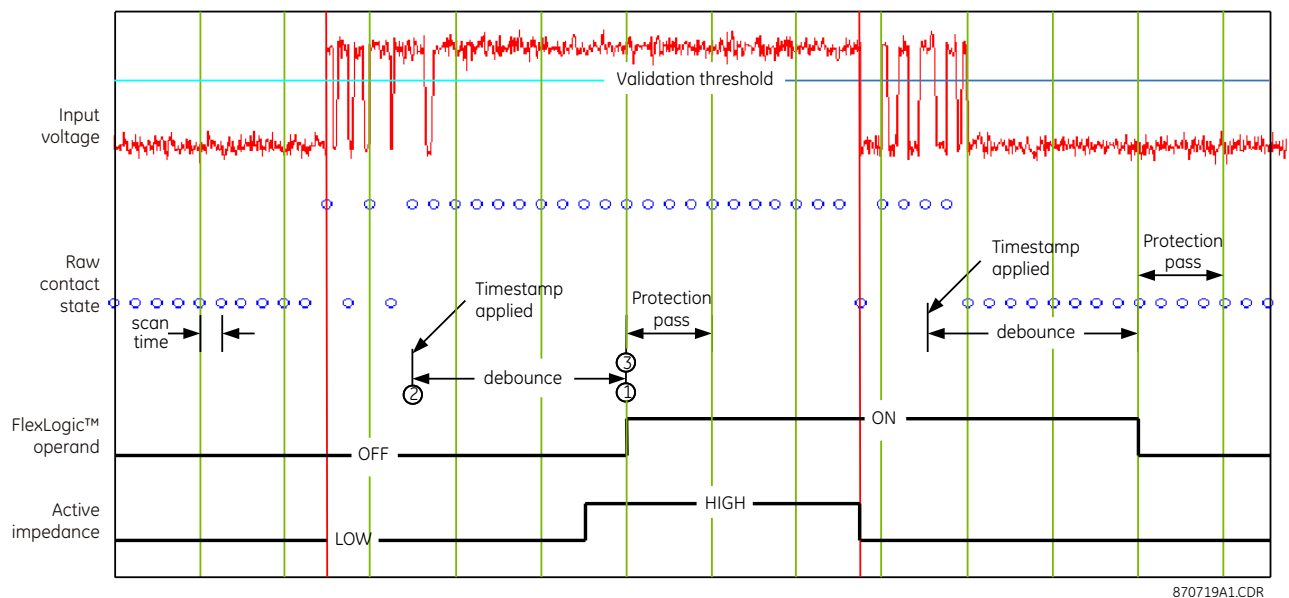 Validation threshold
Input
voltage
Raw
contact
state
scan
time
Timestamp
applied
Protection
pass
Timestamp
applied
Protection
pass
debounce
debounce
3
2
1
FlexLogic™
operand
OFF
ON
Active
impedance
LOW
HIGH
870719A1.CDR